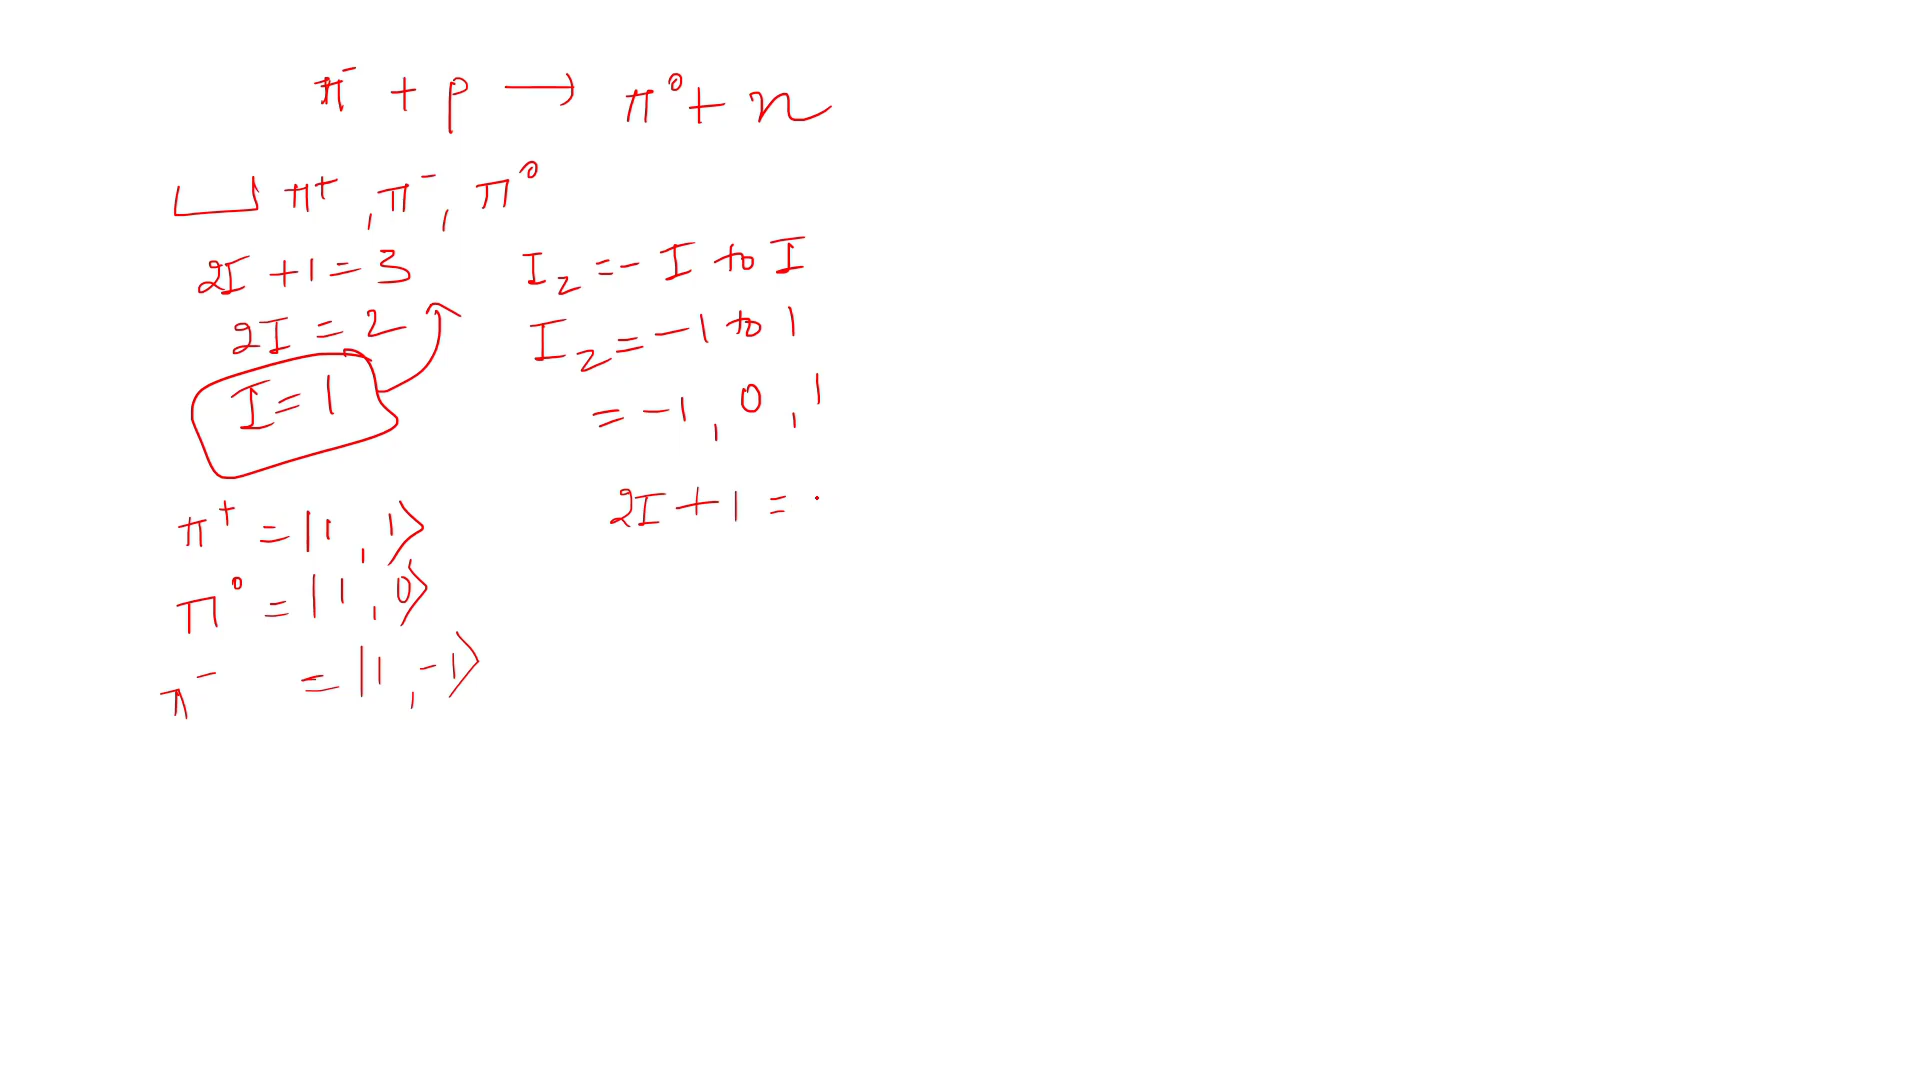 π⁻ + p → π⁰ + n
π⁺, π⁻, π⁰
2I + 1 = 3
2I = 2
I = 1
I_z = - I to I
I_z = -1 to 1
= -1, 0, 1
2I + 1 =
π⁺ = |1, 1⟩
π⁰ = |1, 0⟩
π⁻ = |1, -1⟩